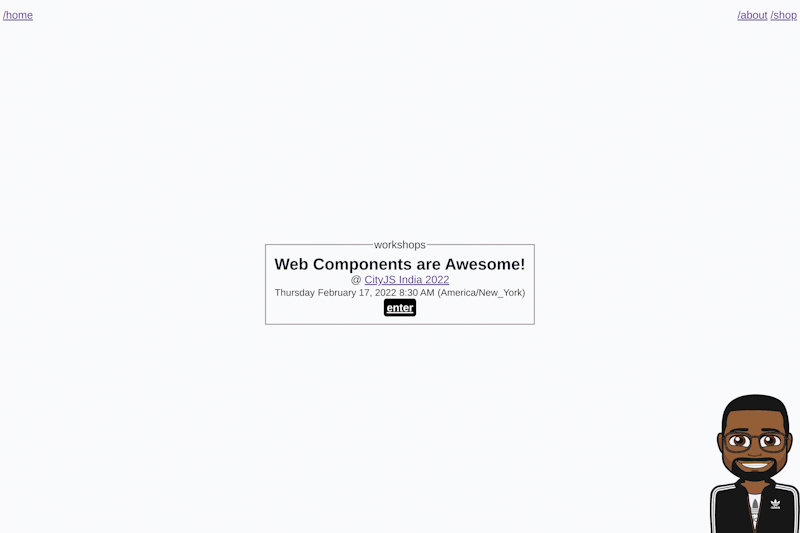 /home
/about /shop
workshops
Web Components are Awesome!
@ CityJS India 2022
Thursday February 17, 2022 8:30 AM (America/New_York)
enter